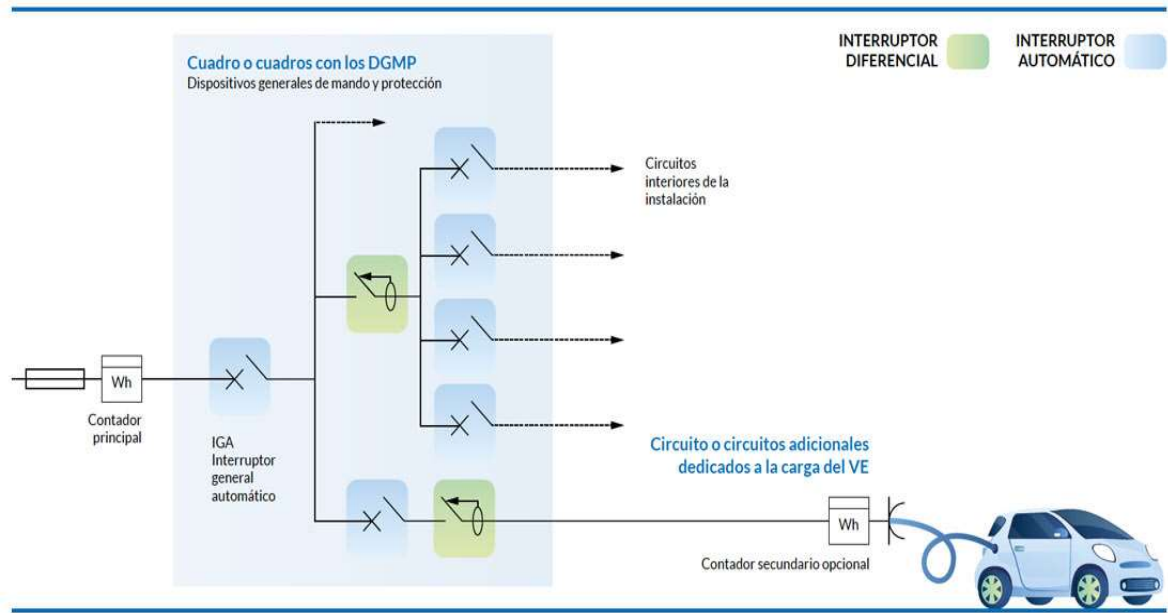 INTERRUPTOR
DIFERENCIAL
INTERRUPTOR
AUTOMÁTICO
Cuadro o cuadros con los DGMP
Dispositivos generales de mando y protección
Circuitos
interiores de la
instalación
Wh
Contador
principal
IGA
Interruptor
general
automático
Circuito o circuitos adicionales
dedicados a la carga del VE
Wh
Contador secundario opcional